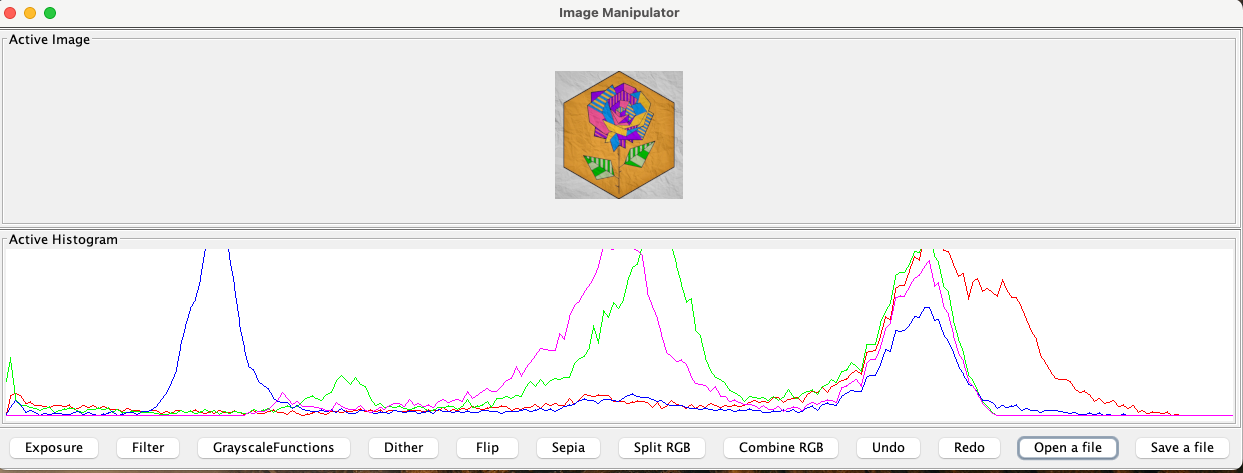 Image Manipulator
Active Image
Active Histogram
Exposure Filter GrayscaleFunctions Dither Flip Sepia Split RGB Combine RGB Undo Redo Open a file Save a file